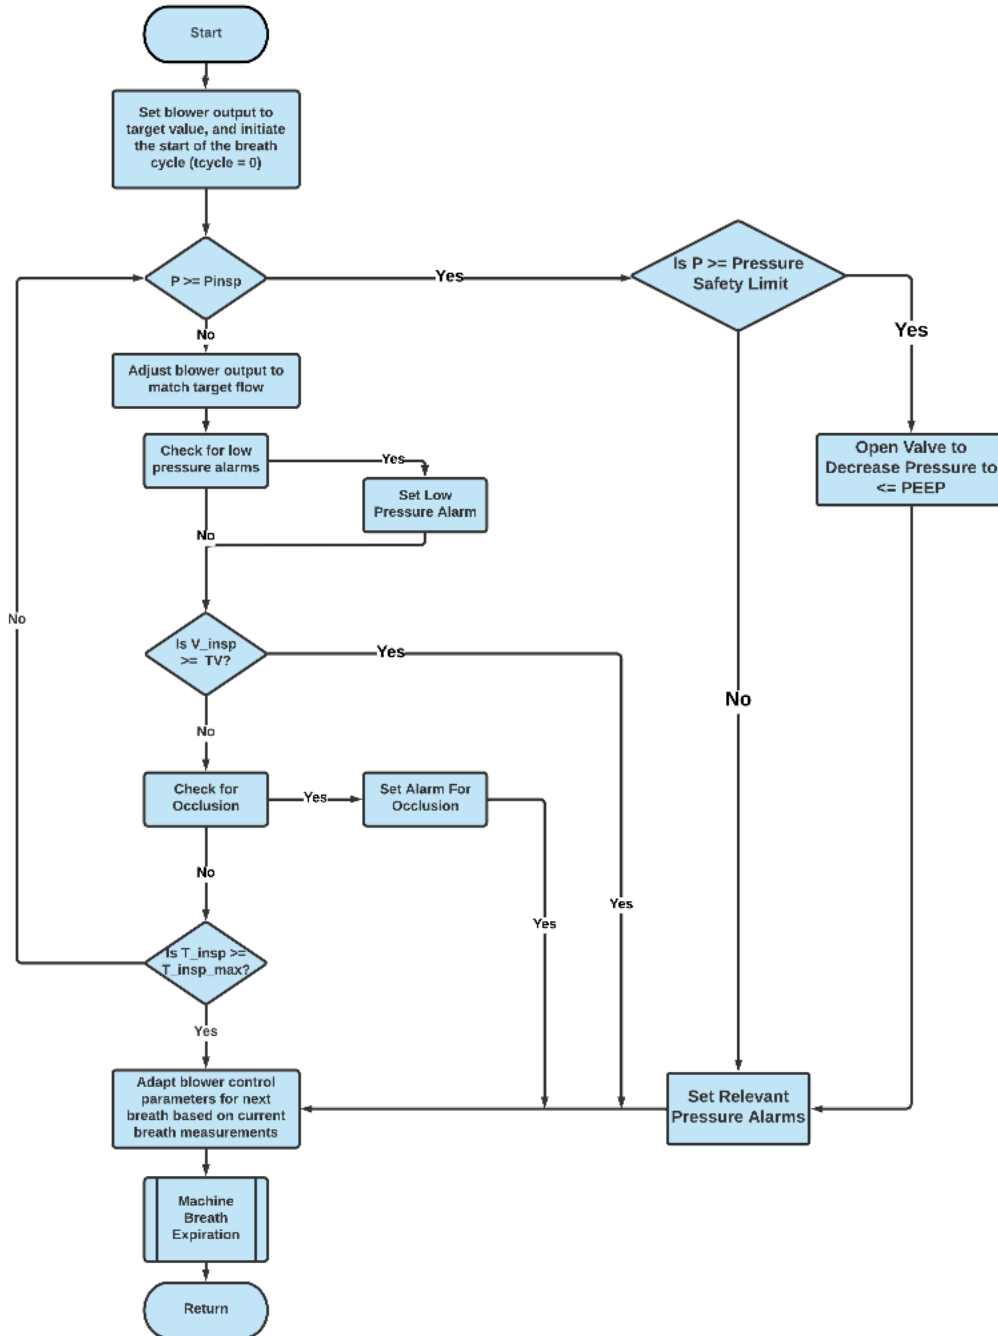 Start
Set blower output to
target value, and initiate
the start of the breath
cycle (tcycle = 0)
P >= Pinsp
Yes
Is P >= Pressure
Safety Limit
Yes
No
Adjust blower output to
match target flow
Check for low
pressure alarms
Yes
Set Low
Pressure Alarm
Open Valve to
Decrease Pressure to
<= PEEP
No
No
Is V_insp
>= TV?
Yes
No
No
Check for
Occlusion
Yes
Set Alarm For
Occlusion
No
Yes
Yes
Is T_insp >=
T_insp_max?
Yes
Adapt blower control
parameters for next
breath based on current
breath measurements
Set Relevant
Pressure Alarms
Machine
Breath
Expiration
Return